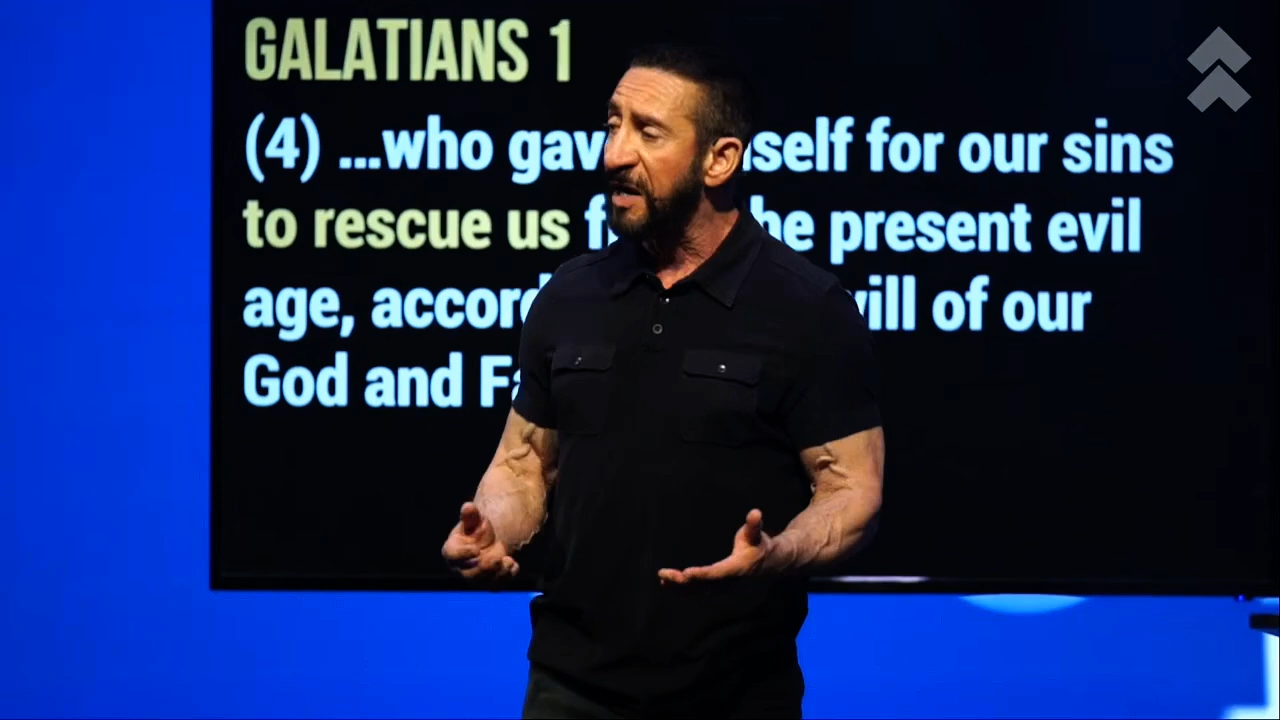 GALATIANS 1
(4) ...who gav self for our sins
to rescue us he present evil
age, accord will of our
God and Fa